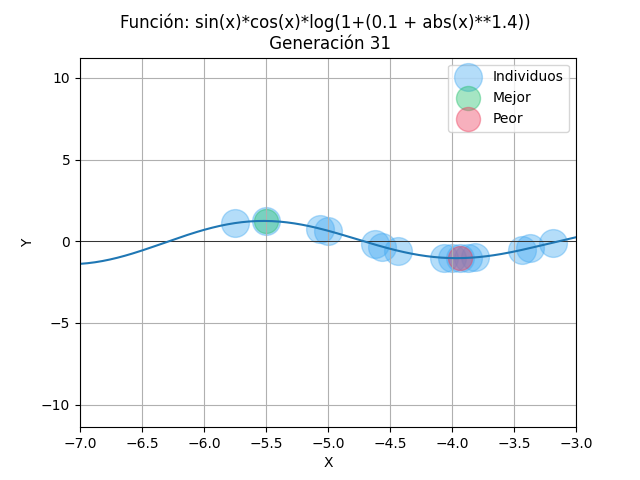 Función: sin(x)*cos(x)*log(1+(0.1 + abs(x)**1.4))
Generación 31
Individuos
Mejor
Peor
10
5
0
−5
−10
Y
−7.0 −6.5 −6.0 −5.5 −5.0 −4.5 −4.0 −3.5 −3.0
X